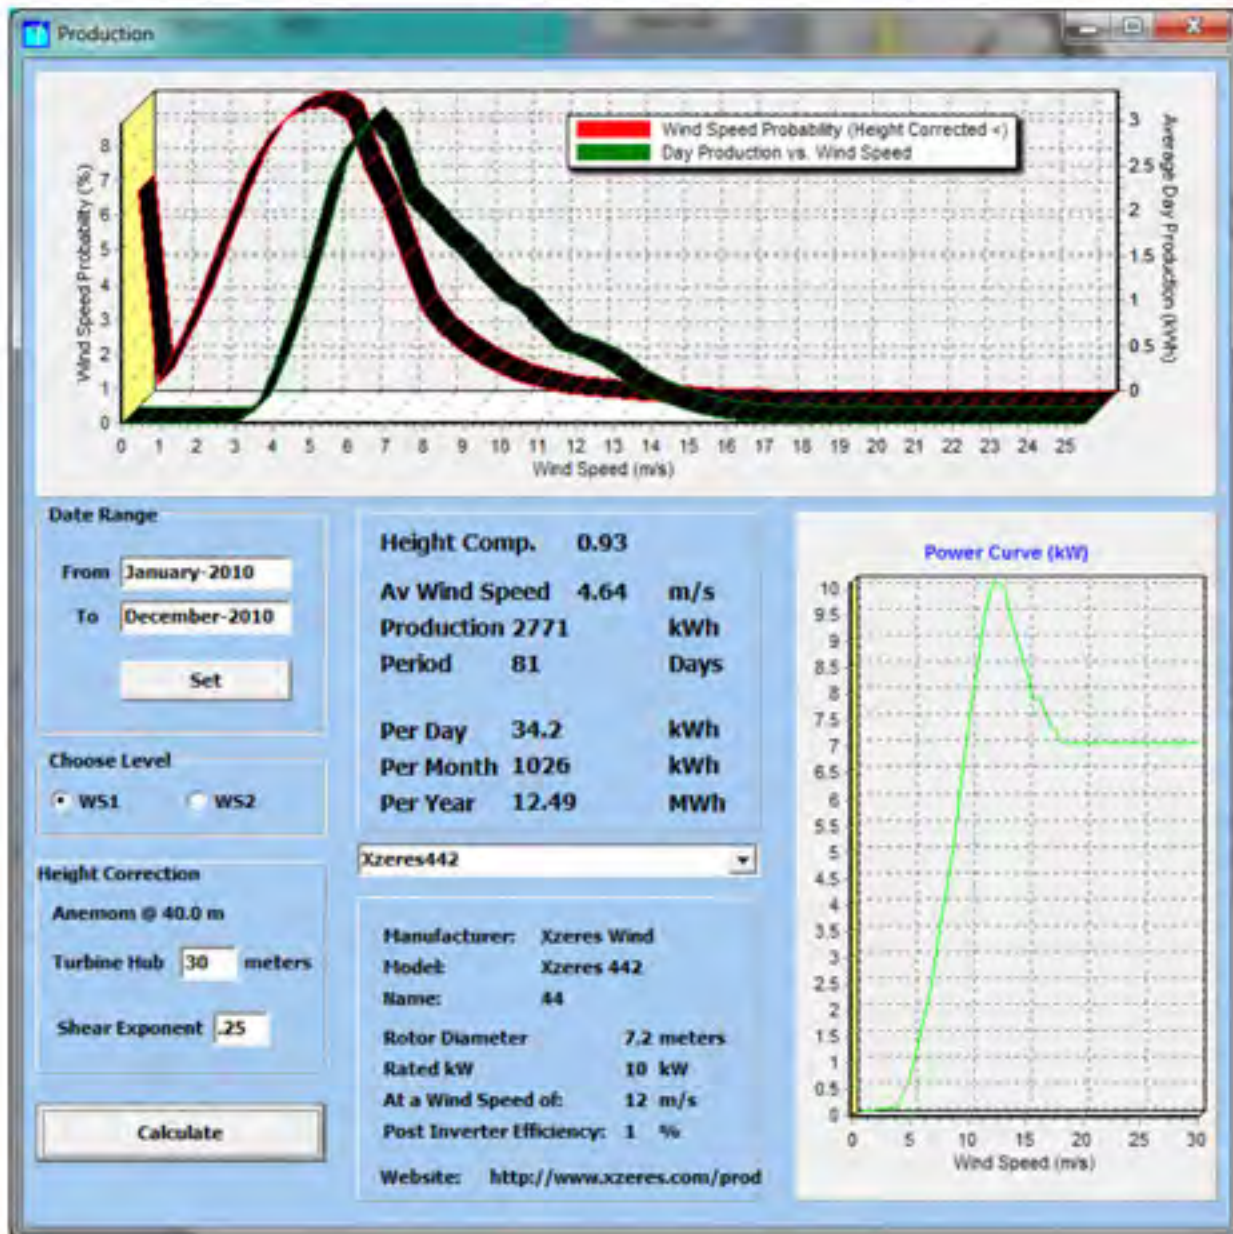 Production
Wind Speed Probability (Height Corrected <)
Day Production vs. Wind Speed
Wind Speed Probability (%)
8
7
6
5
4
3
2
1
0
Average Day Production (kWh)
3
2.5
2
1.5
1
0.5
0
0 1 2 3 4 5 6 7 8 9 10 11 12 13 14 15 16 17 18 19 20 21 22 23 24 25
Wind Speed (m/s)
Date Range
From January-2010
To December-2010
Set
Choose Level
WS1 WS2
Height Correction
Anemom @ 40.0 m
Turbine Hub 30 meters
Shear Exponent .25
Calculate
Height Comp. 0.93
Av Wind Speed 4.64 m/s
Production 2771 kWh
Period 81 Days
Per Day 34.2 kWh
Per Month 1026 kWh
Per Year 12.49 MWh
Xzeres442
Manufacturer: Xzeres Wind
Model: Xzeres 442
Name: 44
Rotor Diameter 7.2 meters
Rated kW 10 kW
At a Wind Speed of: 12 m/s
Post Inverter Efficiency: 1 %
Website: http://www.xzeres.com/prod
Power Curve (kW)
10
9.5
9
8.5
8
7.5
7
6.5
6
5.5
5
4.5
4
3.5
3
2.5
2
1.5
1
0.5
0
0 5 10 15 20 25 30
Wind Speed (m/s)